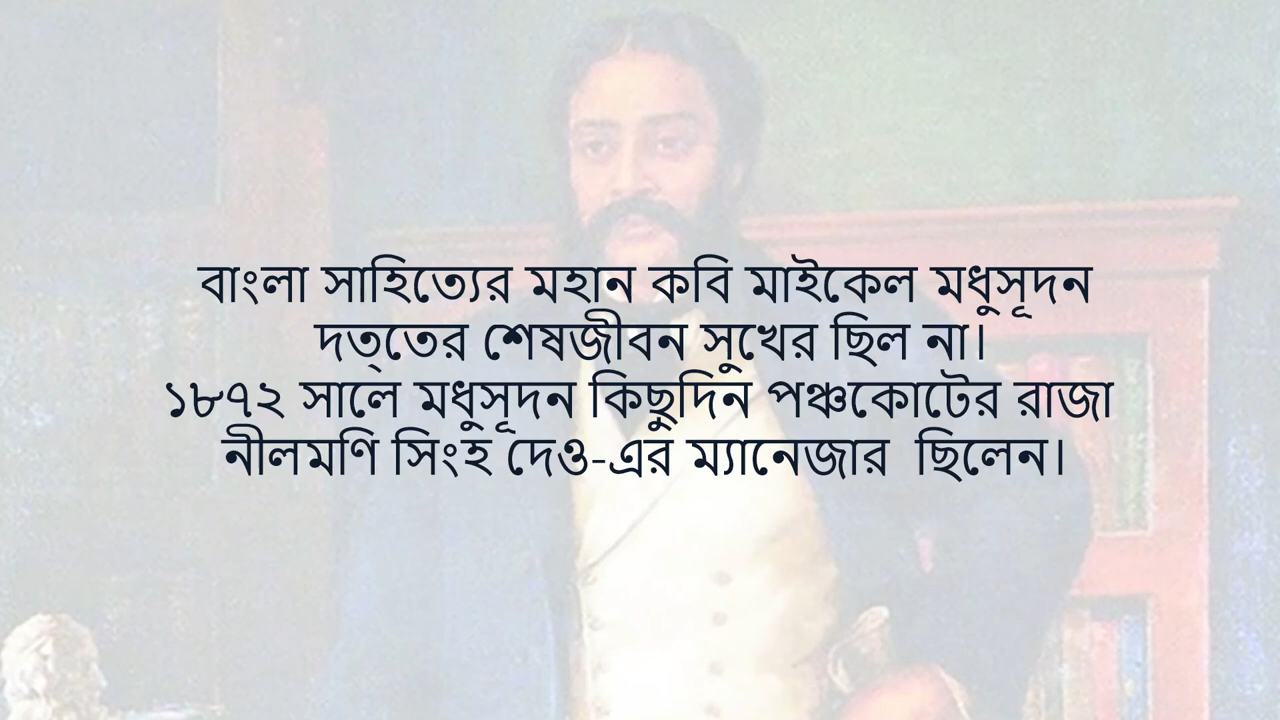 বাংলা সাহিত্যের মহান কবি মাইকেল মধুসূদন
দত্তের শেষজীবন সুখের ছিল না।
১৮৭২ সালে মধুসূদন কিছুদিন পঞ্চকোটের রাজা
নীলমণি সিংহ দেও-এর ম্যানেজার  ছিলেন।